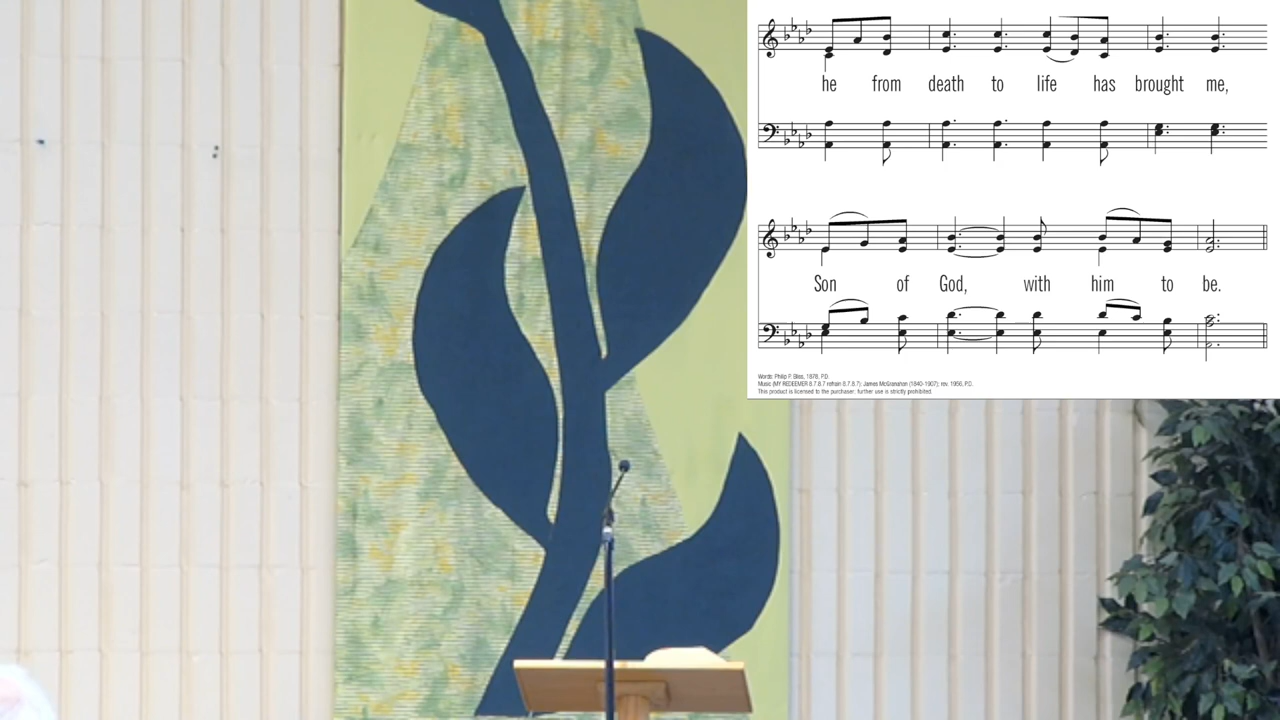 he from death to life has brought me,
Son of God, with him to be.
Words: Philip P. Bliss, 1876, P.D.
Music (MY REDEEMER 8.7.8.7 refrain 8.7.8.7): James McGranahan (1840-1907); rev. 1956, P.D.
This product is licensed to the purchaser; further use is strictly prohibited.